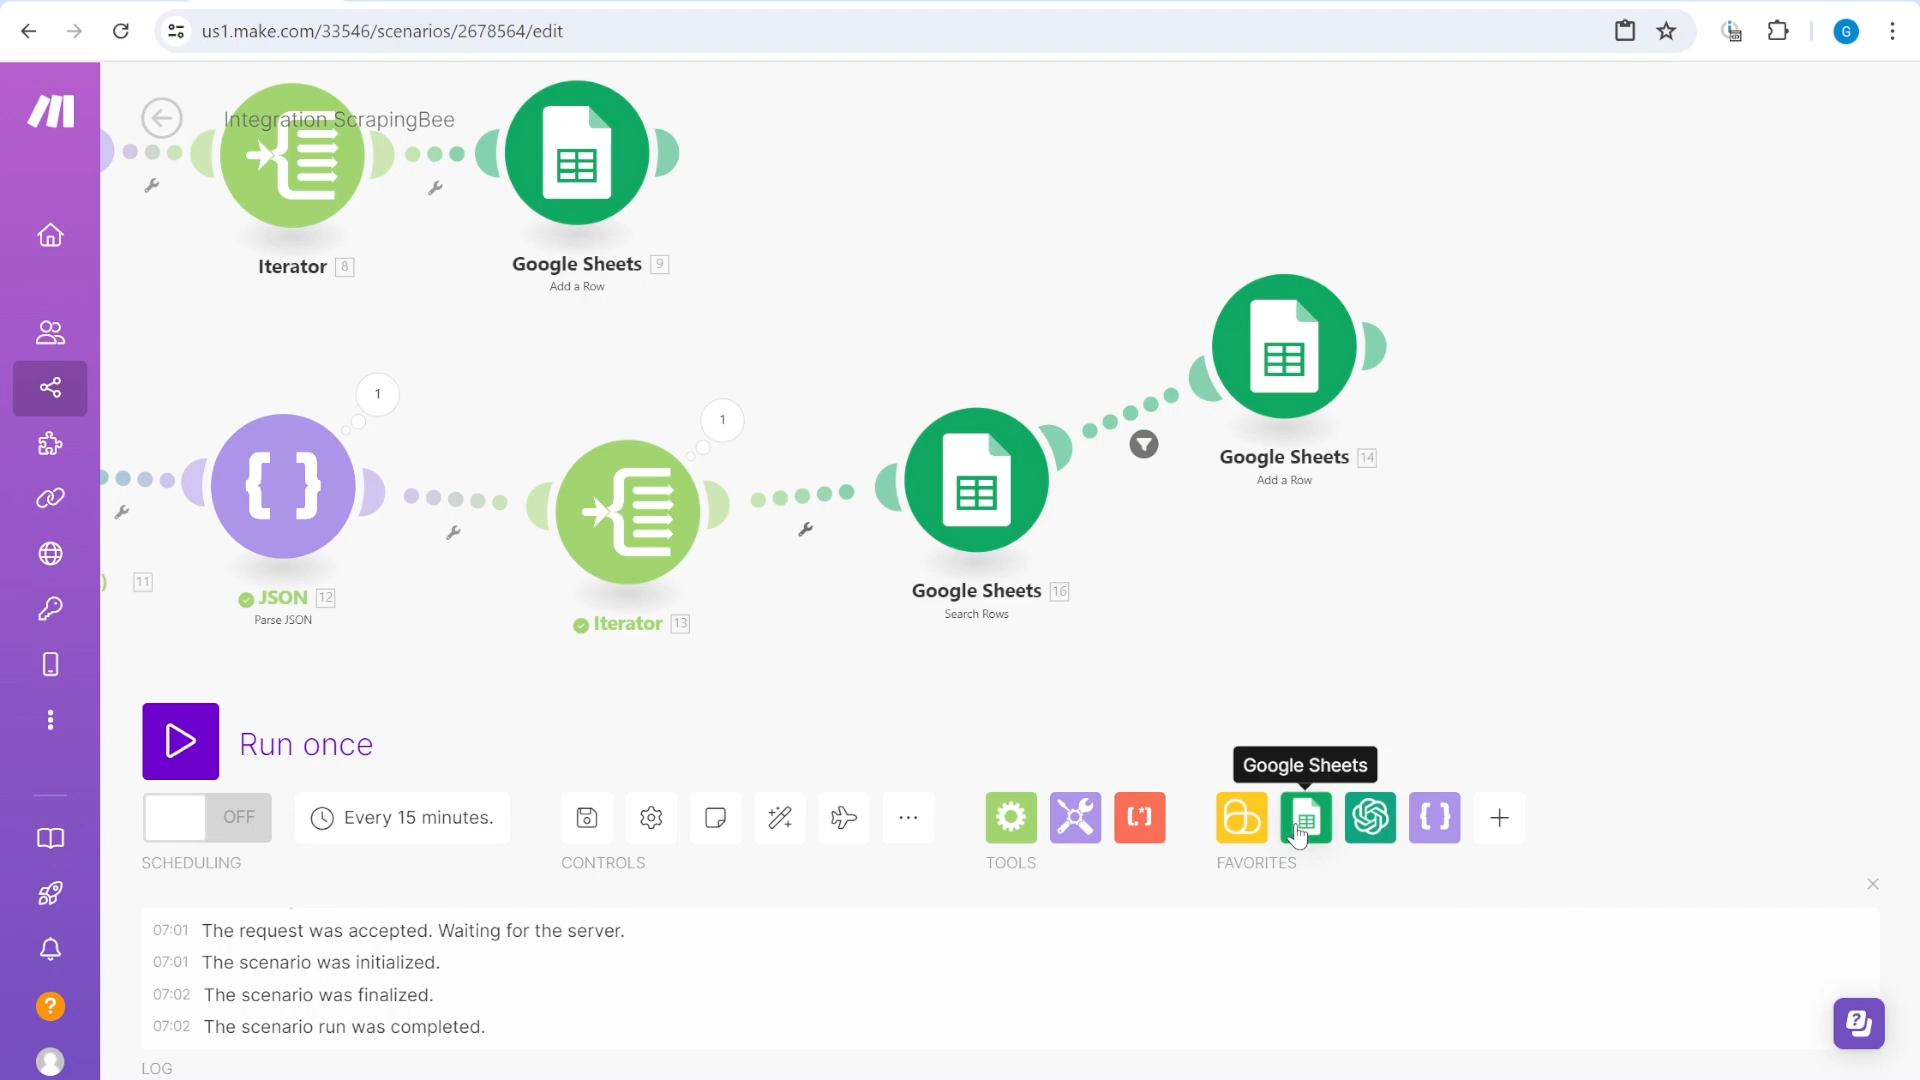 us1.make.com/33546/scenarios/2678564/edit
G
Integration ScrapingBee
Iterator 8
Google Sheets 9
Add a Row
1
1
Google Sheets 14
Add a Row
) 11
JSON 12
Parse JSON
Iterator 13
Google Sheets 16
Search Rows
Run once
Google Sheets
OFF
Every 15 minutes.
SCHEDULING
CONTROLS
TOOLS
FAVORITES
07:01 The request was accepted. Waiting for the server.
07:01 The scenario was initialized.
07:02 The scenario was finalized.
07:02 The scenario run was completed.
LOG